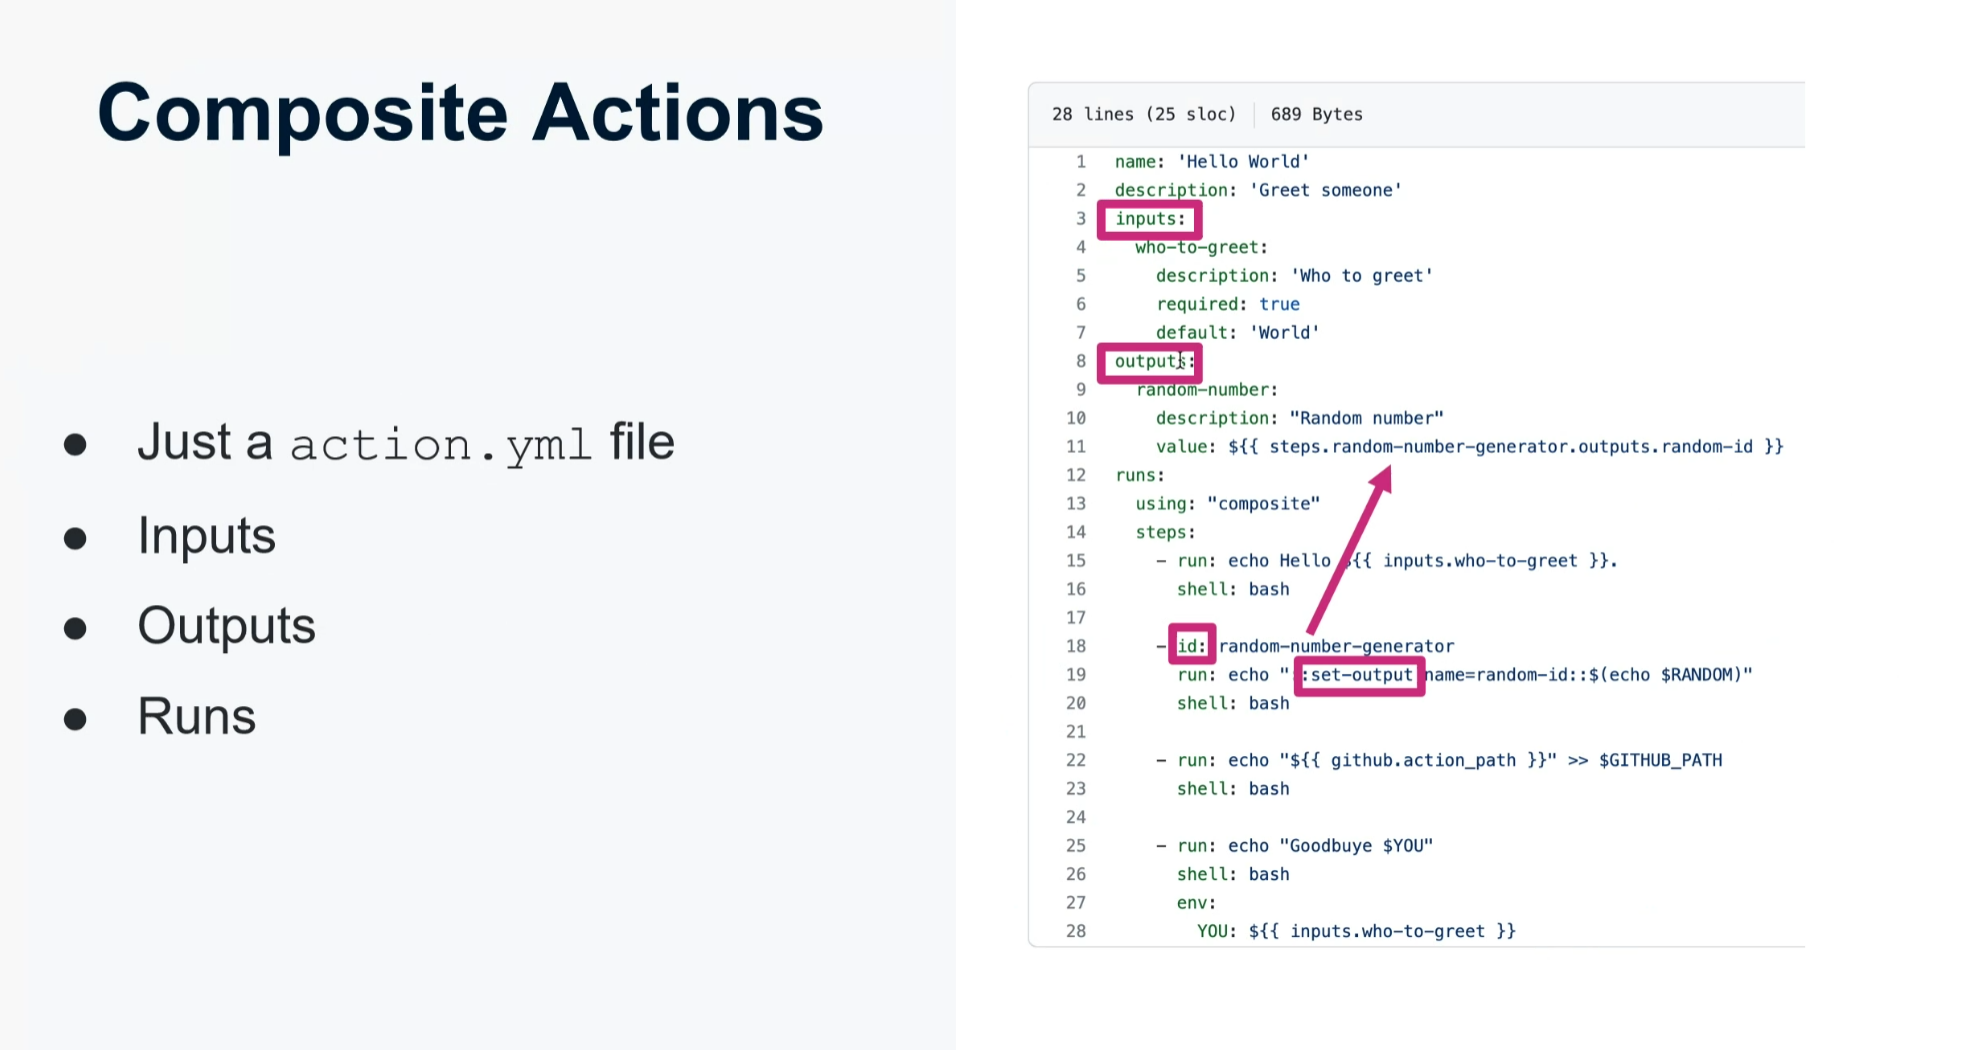 Composite Actions
● Just a action.yml file
● Inputs
● Outputs
● Runs
28 lines (25 sloc) | 689 Bytes
1 name: 'Hello World'
2 description: 'Greet someone'
3 inputs:
4   who-to-greet:
5     description: 'Who to greet'
6     required: true
7     default: 'World'
8 outputs:
9   random-number:
10     description: "Random number"
11     value: ${{ steps.random-number-generator.outputs.random-id }}
12 runs:
13   using: "composite"
14   steps:
15     - run: echo Hello ${{ inputs.who-to-greet }}.
16       shell: bash
17
18     - id: random-number-generator
19       run: echo "::set-output name=random-id::$(echo $RANDOM)"
20       shell: bash
21
22     - run: echo "${{ github.action_path }}" >> $GITHUB_PATH
23       shell: bash
24
25     - run: echo "Goodbuye $YOU"
26       shell: bash
27       env:
28         YOU: ${{ inputs.who-to-greet }}